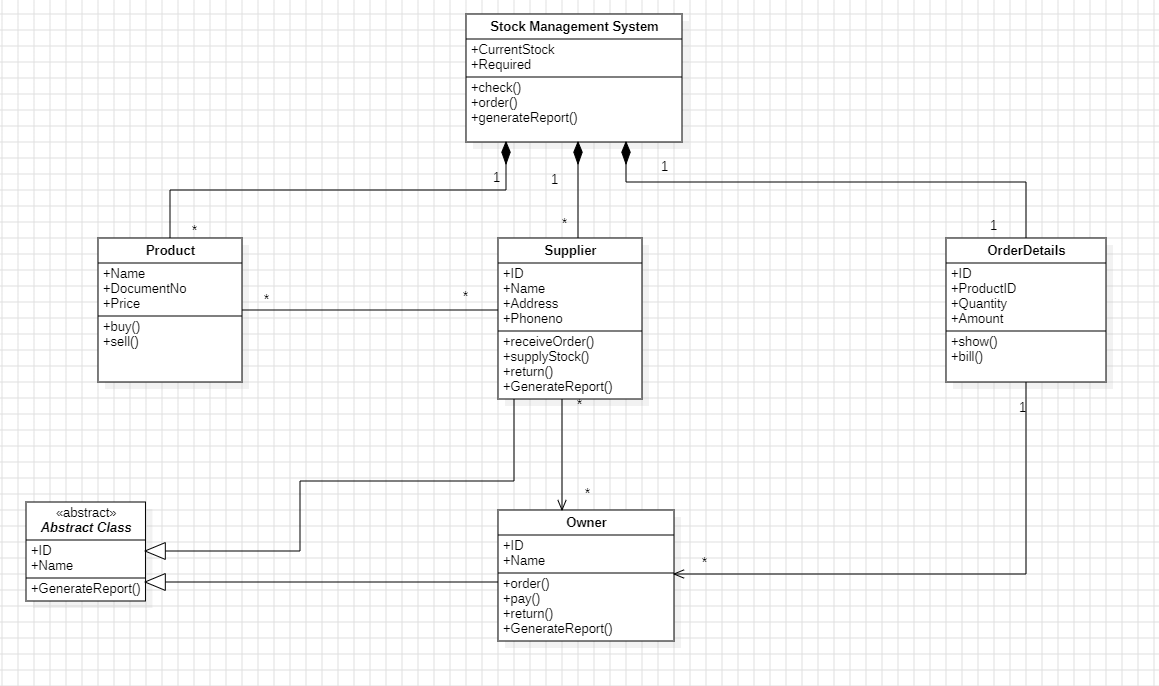 Stock Management System
+CurrentStock
+Required
+check()
+order()
+generateReport()
1
1
1
*
*
1
Product
+Name
+DocumentNo
+Price
+buy()
+sell()
*
*
Supplier
+ID
+Name
+Address
+Phoneno
+receiveOrder()
+supplyStock()
+return()
+GenerateReport()
OrderDetails
+ID
+ProductID
+Quantity
+Amount
+show()
+bill()
*
1
*
«abstract»
Abstract Class
+ID
+Name
+GenerateReport()
Owner
+ID
+Name
+order()
+pay()
+return()
+GenerateReport()
*